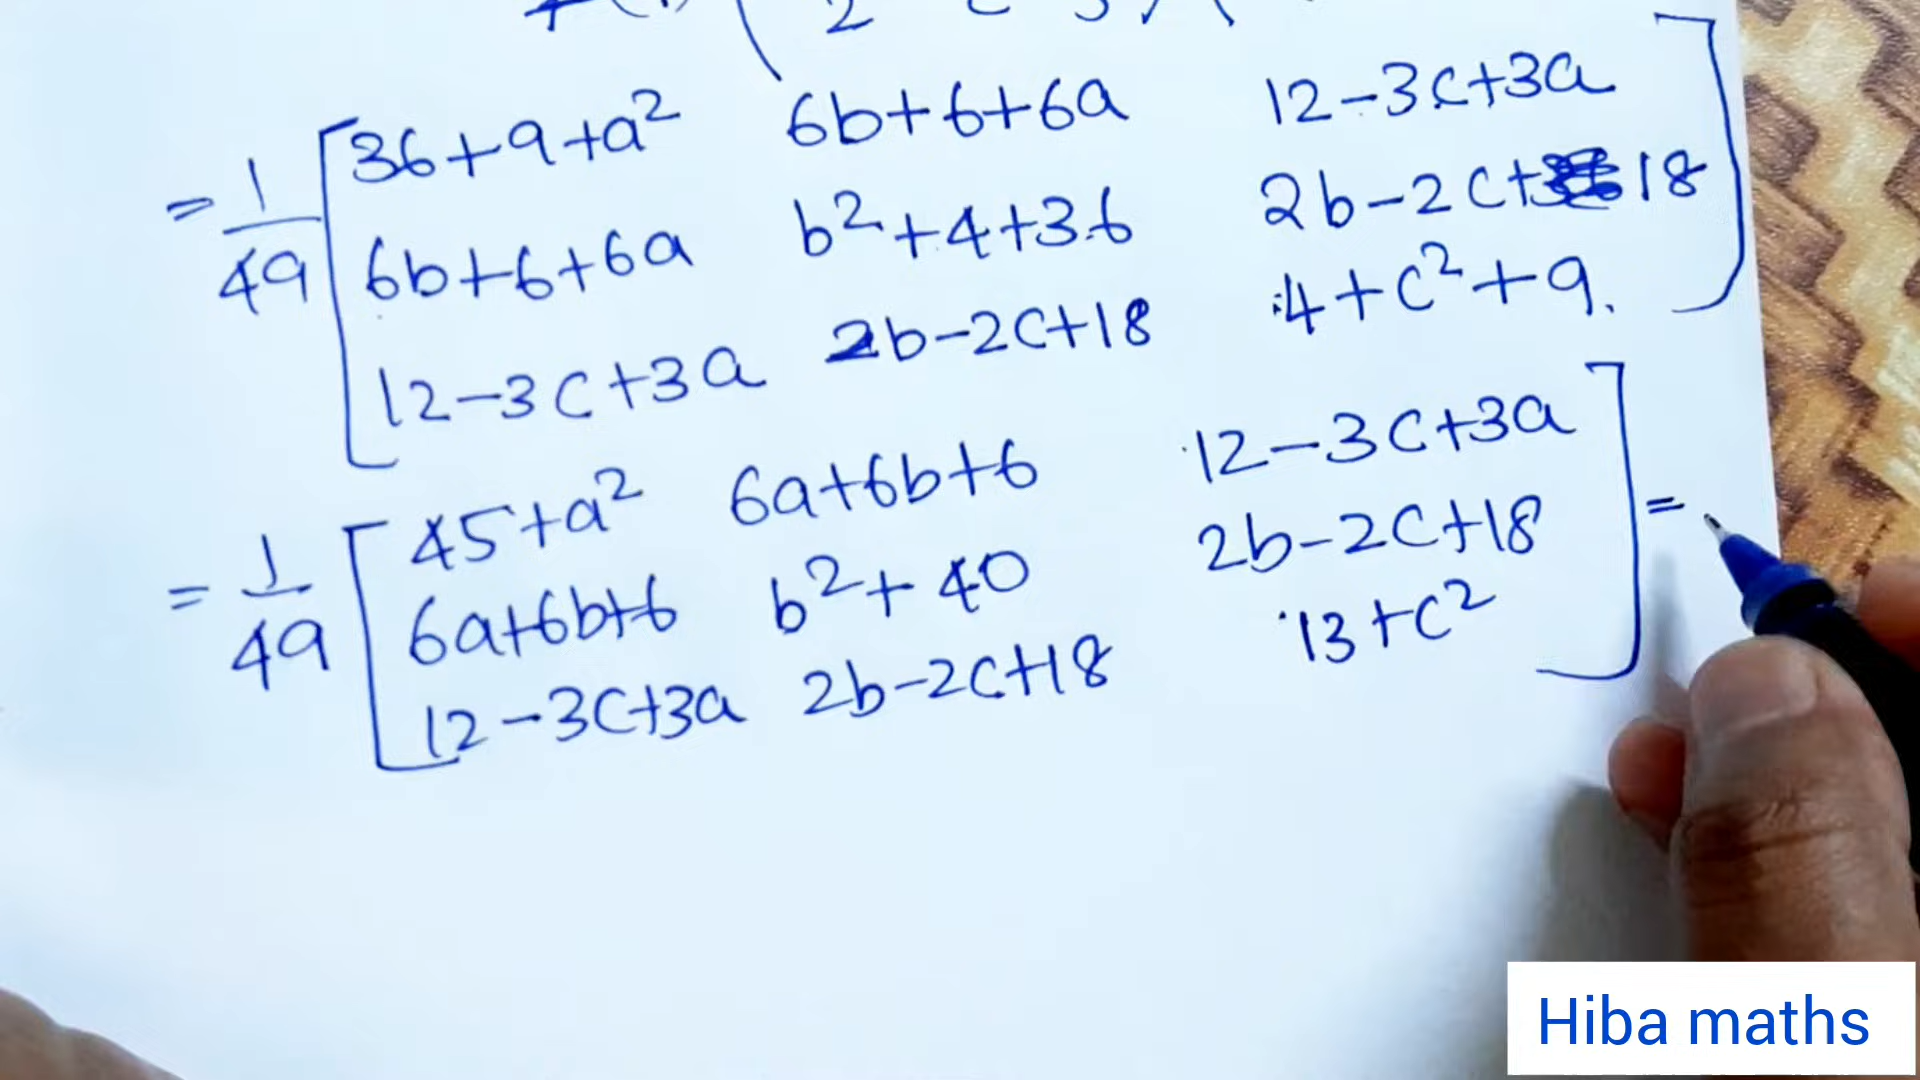 2
= 1/49 [ 36+9+a² 6b+6+6a 12-3c+3a
6b+6+6a b²+4+36 2b-2c+18
12-3c+3a 2b-2c+18 4+c²+9. ]
= 1/49 [ 45+a² 6a+6b+6 12-3c+3a
6a+6b+6 b²+40 2b-2c+18
12-3c+3a 2b-2c+18 13+c² ] =
Hiba maths